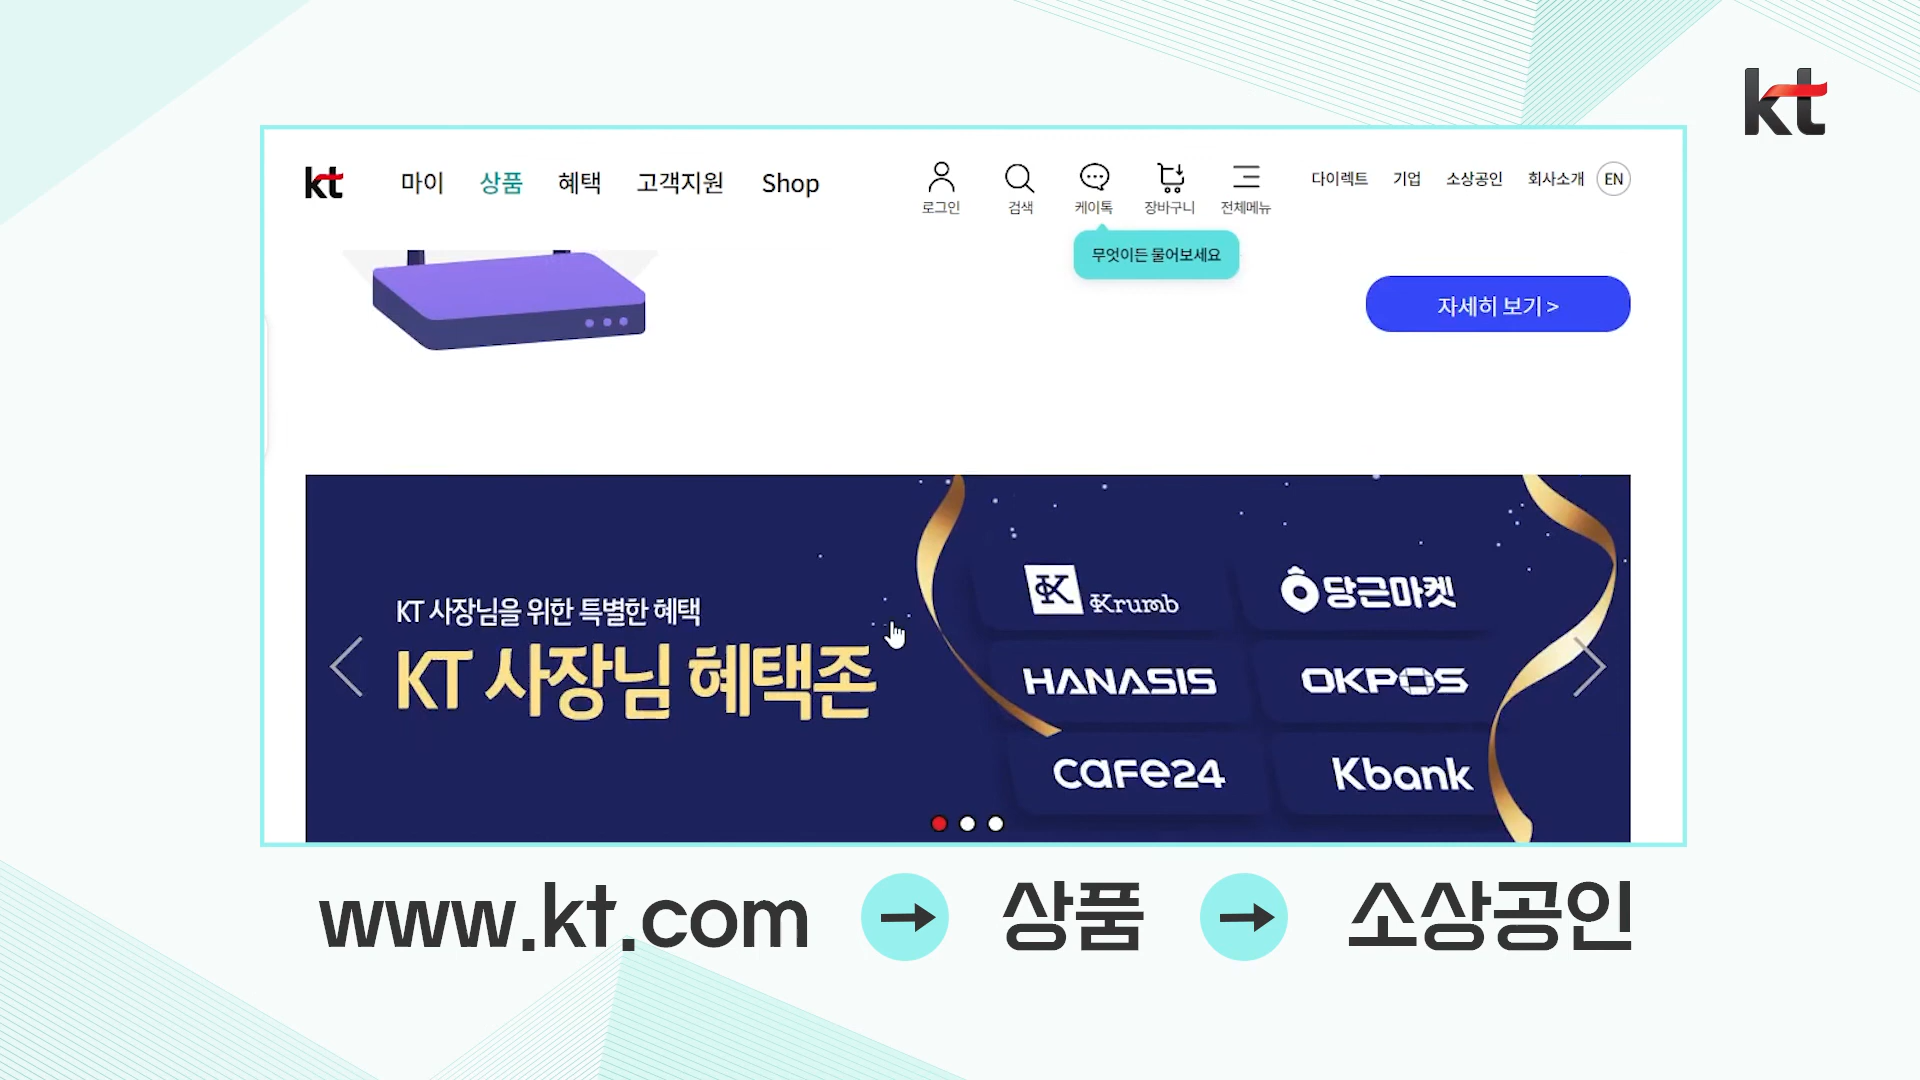 kt
kt 마이 상품 혜택 고객지원 Shop
로그인 검색 케이톡 장바구니 전체메뉴
다이렉트 기업 소상공인 회사소개 EN
무엇이든 물어보세요
자세히 보기 >
KT 사장님을 위한 특별한 혜택
KT 사장님 혜택존
K Krumb 당근마켓
HANASIS OKPOS
CAFe24 Kbank
www.kt.com → 상품 → 소상공인